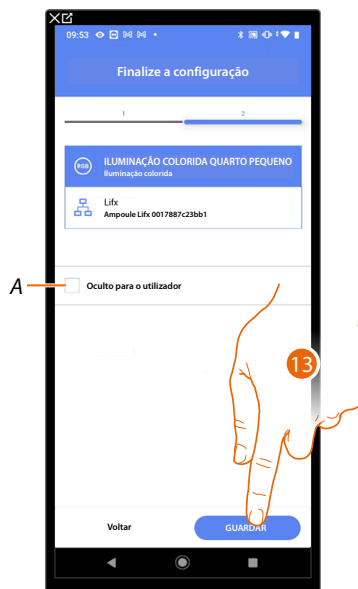 09:53
Finalize a configuração
1 2
RGB
ILUMINAÇÃO COLORIDA QUARTO PEQUENO
Iluminação colorida
Lifx
Ampoule Lifx 0017887c23bb1
A
Oculto para o utilizador
13
Voltar
GUARDAR